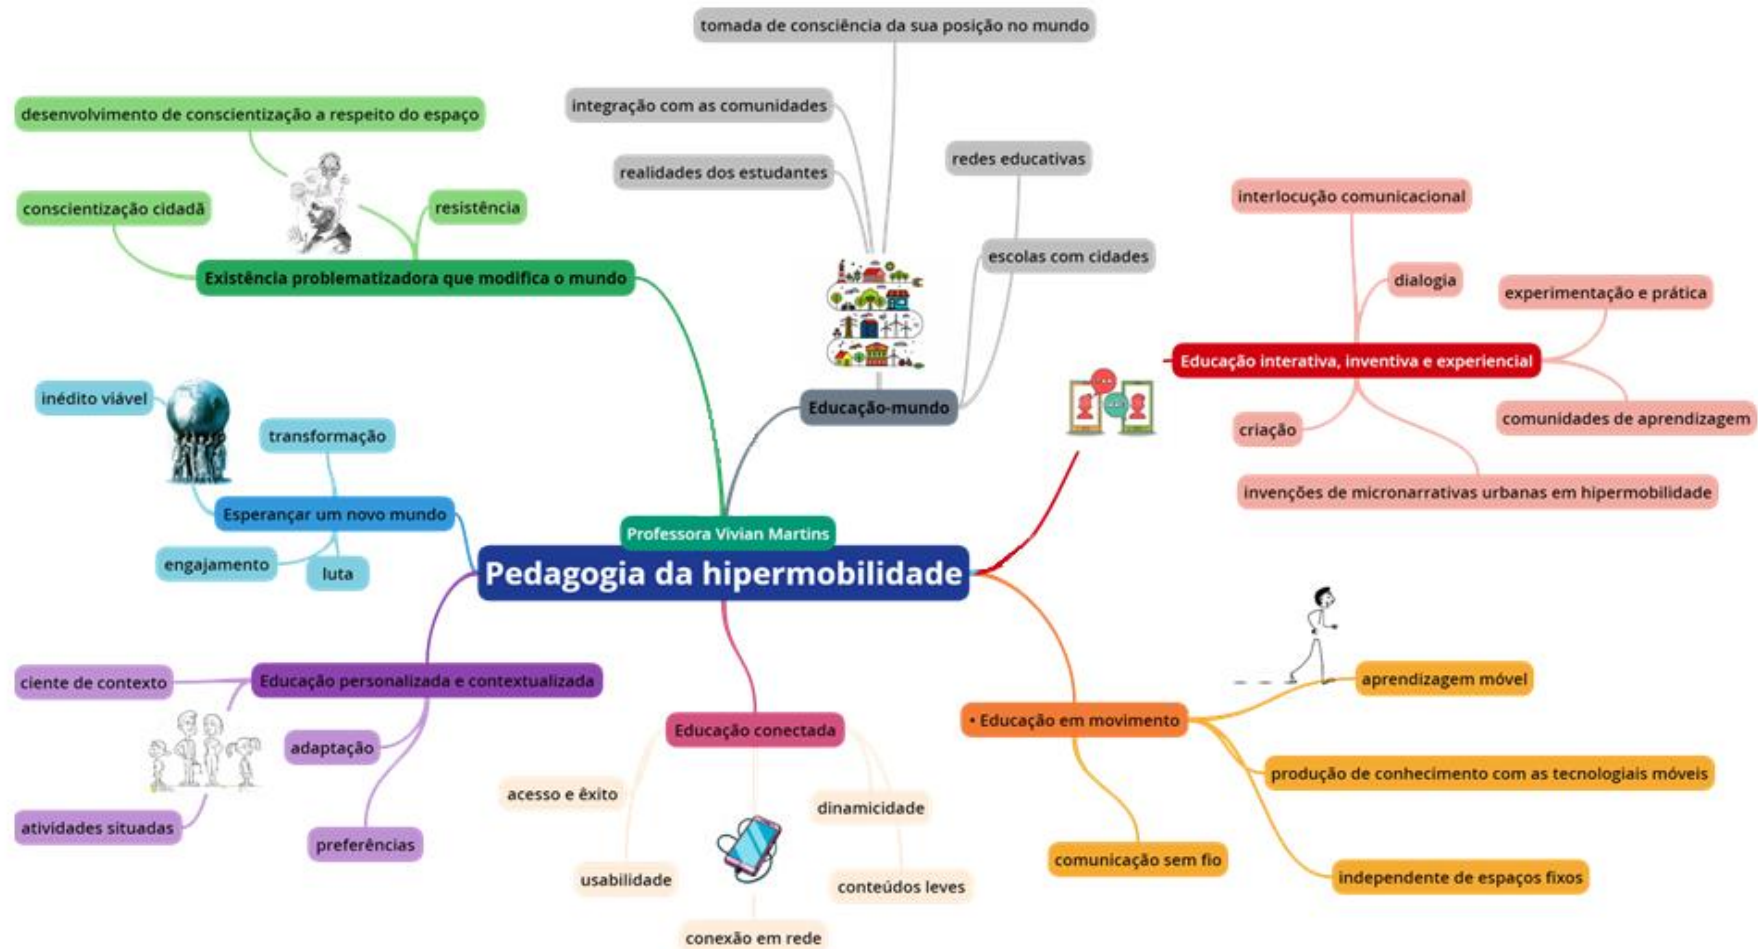 tomada de consciência da sua posição no mundo
integração com as comunidades
realidades dos estudantes
redes educativas
escolas com cidades
Educação-mundo
desenvolvimento de conscientização a respeito do espaço
conscientização cidadã
resistência
Existência problematizadora que modifica o mundo
interlocução comunicacional
dialogia
experimentação e prática
Educação interativa, inventiva e experiencial
comunidades de aprendizagem
criação
invenções de micronarrativas urbanas em hipermobilidade
inédito viável
transformação
Esperançar um novo mundo
engajamento
luta
Professora Vivian Martins
Pedagogia da hipermobilidade
ciente de contexto
Educação personalizada e contextualizada
adaptação
atividades situadas
preferências
Educação conectada
acesso e êxito
dinamicidade
usabilidade
conteúdos leves
conexão em rede
• Educação em movimento
aprendizagem móvel
produção de conhecimento com as tecnologiais móveis
comunicação sem fio
independente de espaços fixos